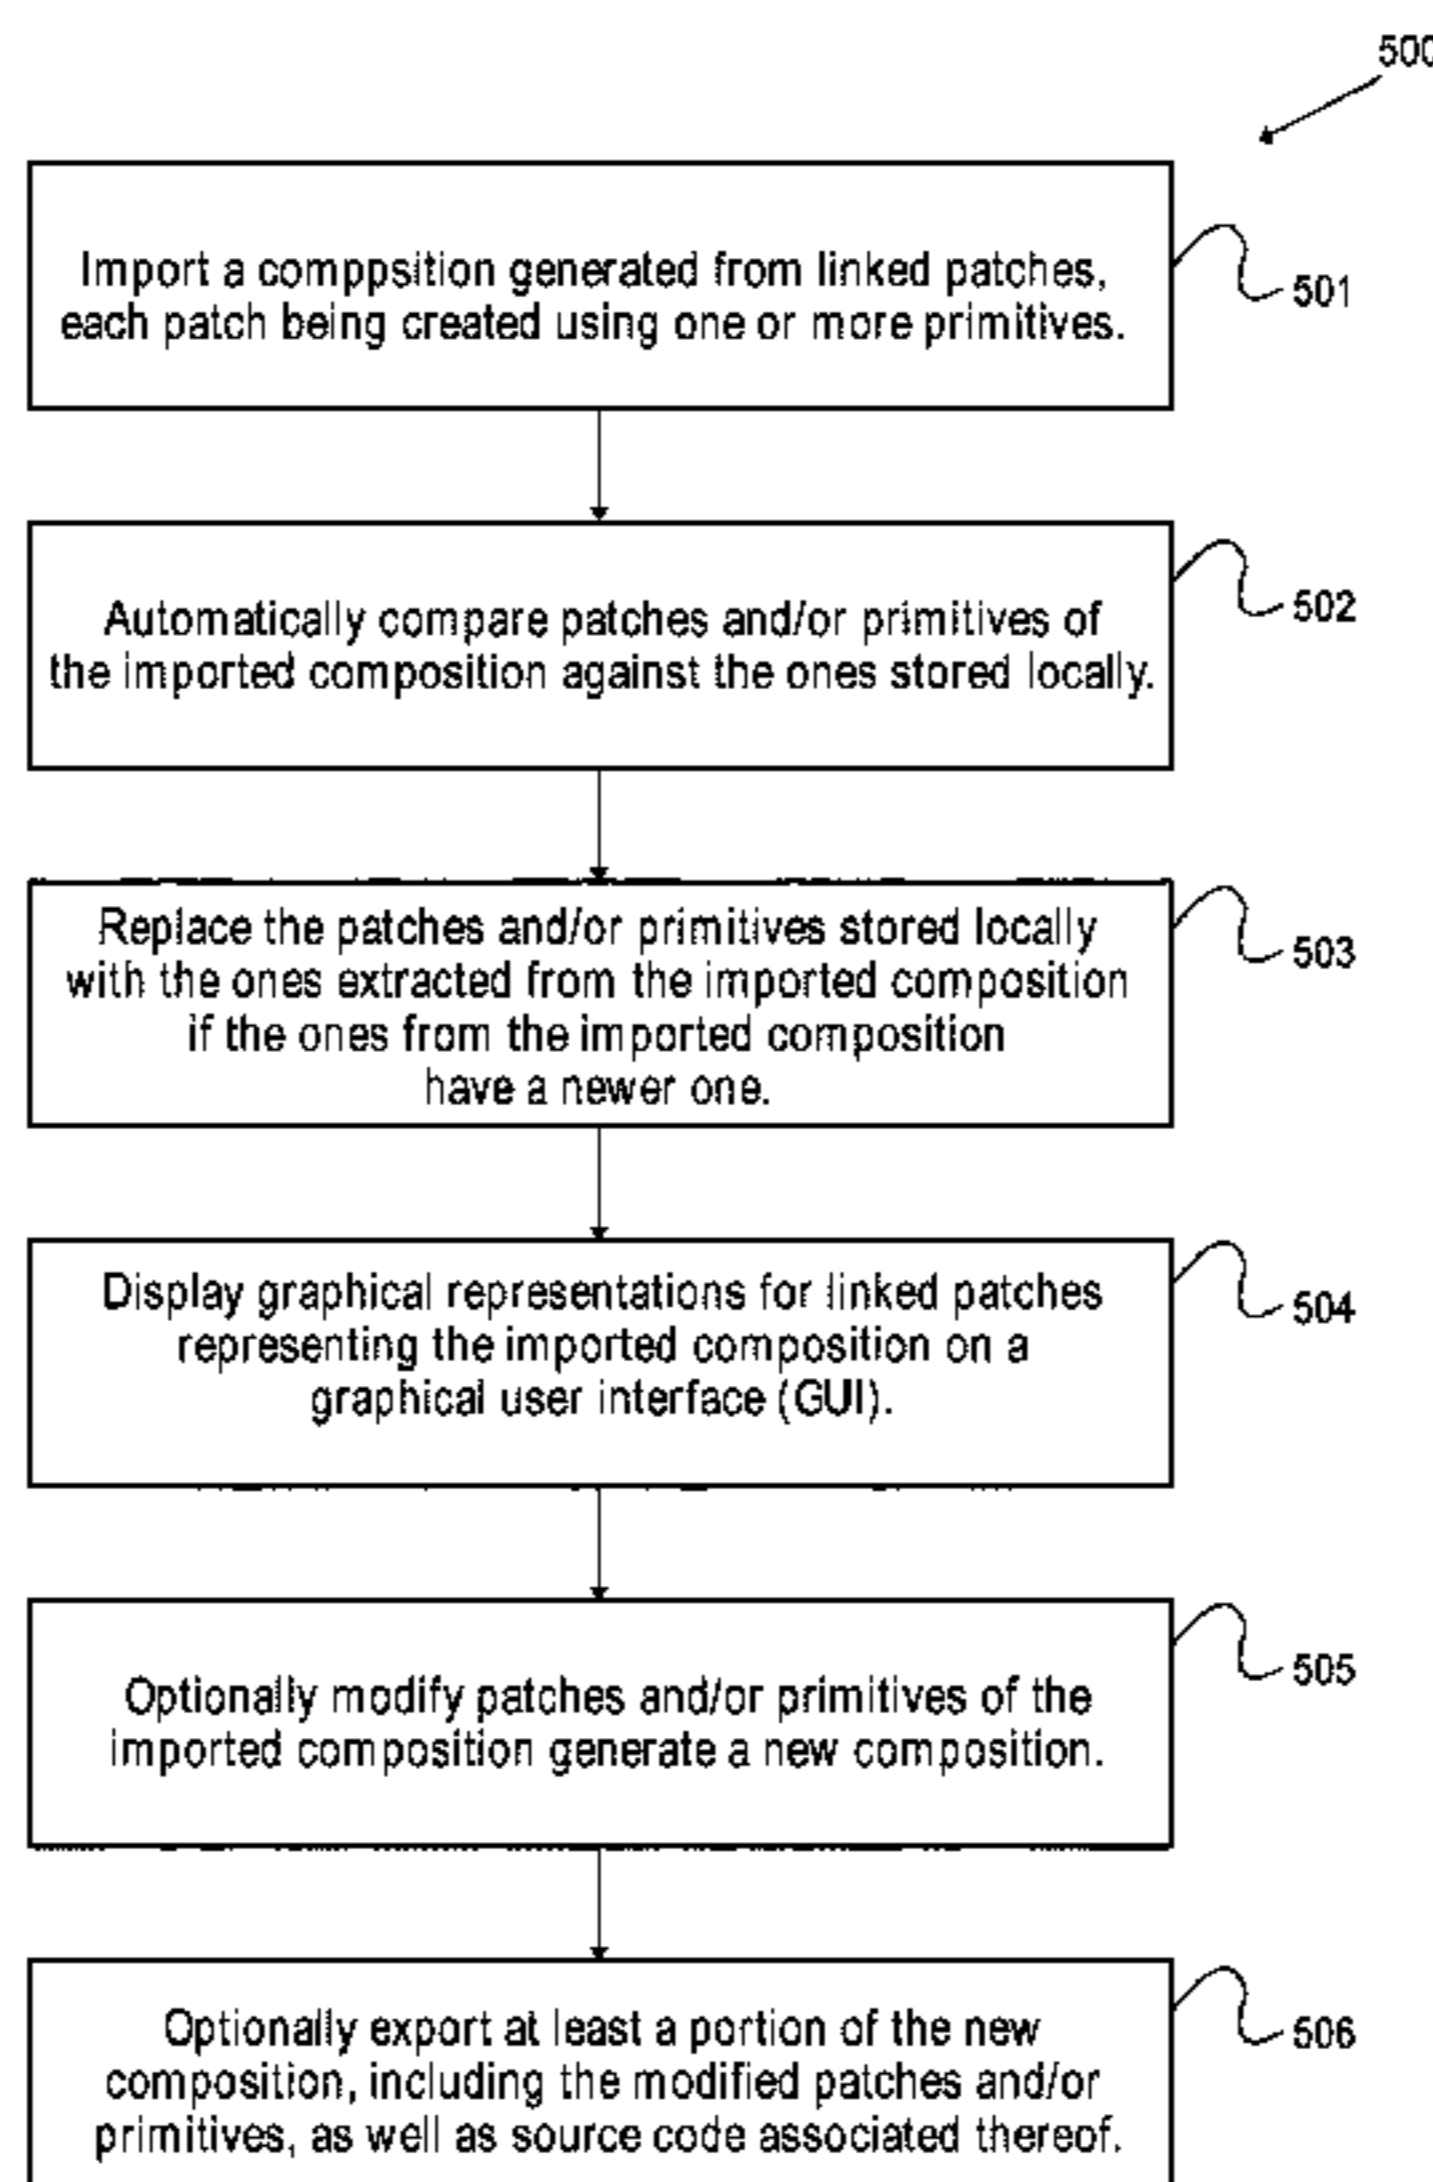 500
Import a comppsition generated from linked patches,
each patch being created using one or more primitives.
501
Automatically compare patches and/or primitives of
the imported composition against the ones stored locally.
502
Replace the patches and/or primitives stored locally
with the ones extracted from the imported composition
if the ones from the imported composition
have a newer one.
503
Display graphical representations for linked patches
representing the imported composition on a
graphical user interface (GUI).
504
Optionally modify patches and/or primitives of the
imported composition generate a new composition.
505
Optionally export at least a portion of the new
composition, including the modified patches and/or
primitives, as well as source code associated thereof.
506